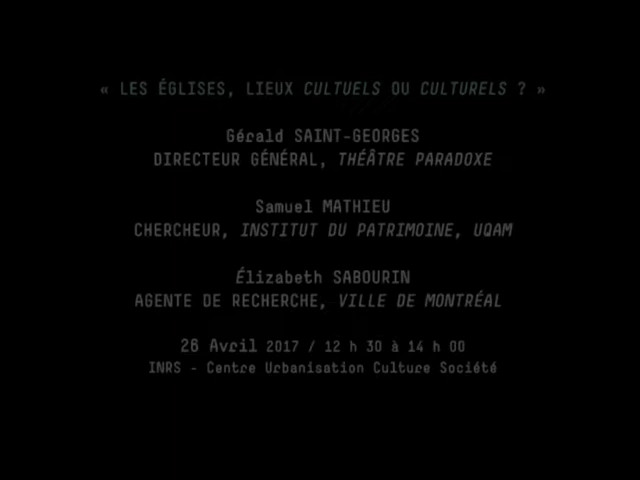 « LES ÉGLISES, LIEUX CULTUELS OU CULTURELS ? »
Gérald SAINT-GEORGES
DIRECTEUR GÉNÉRAL, THÉÂTRE PARADOXE
Samuel MATHIEU
CHERCHEUR, INSTITUT DU PATRIMOINE, UQAM
Élizabeth SABOURIN
AGENTE DE RECHERCHE, VILLE DE MONTRÉAL
26 Avril 2017 / 12 h 30 à 14 h 00
INRS - Centre Urbanisation Culture Société